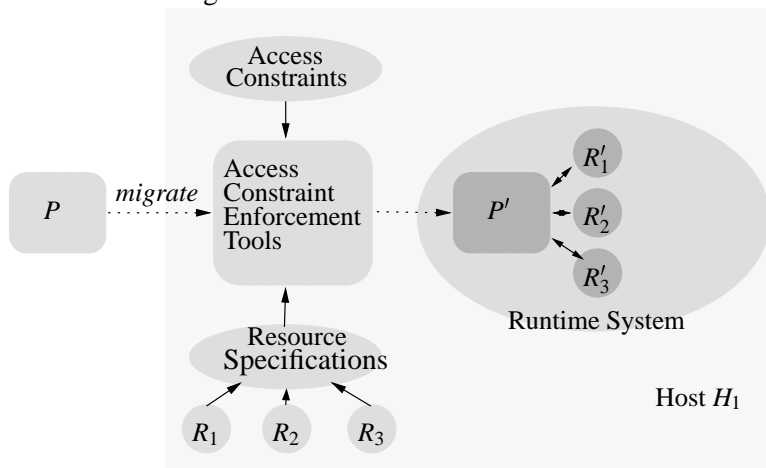 Access
Constraints
P
migrate
Access
Constraint
Enforcement
Tools
P′
R′1
R′2
R′3
Runtime System
Resource
Specifications
R1
R2
R3
Host H1